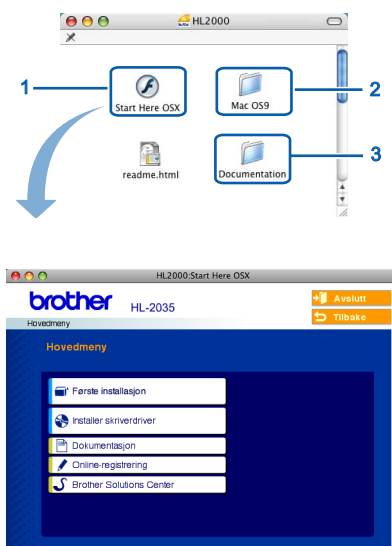 HL2000
1
Start Here OSX
Mac OS9
2
readme.html
Documentation
3
HL2000:Start Here OSX
brother HL-2035
Avslutt
Tilbake
Hovedmeny
Hovedmeny
Første installasjon
Installer skriverdriver
Dokumentasjon
Online-registrering
Brother Solutions Center